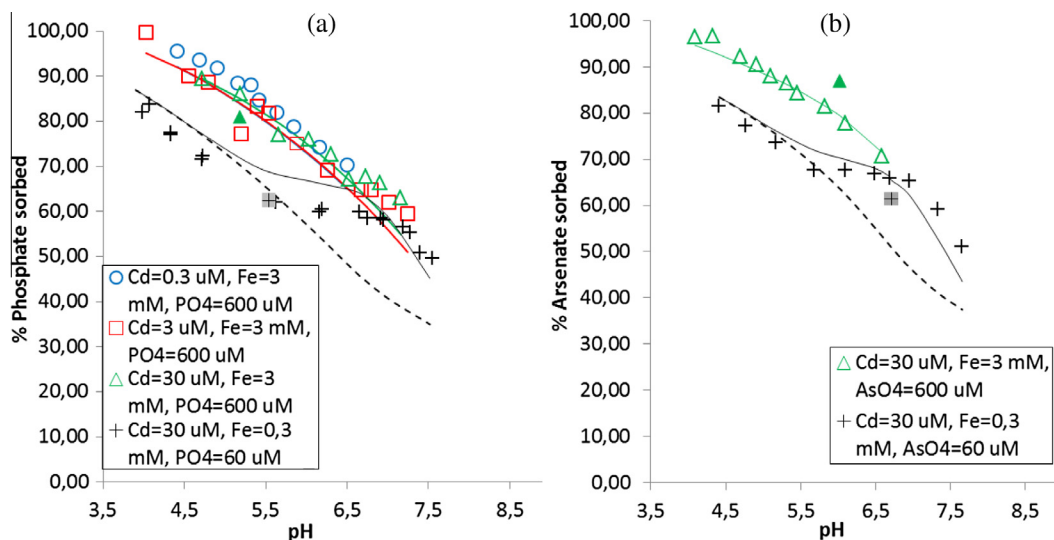 (a)
% Phosphate sorbed
100,00
90,00
80,00
70,00
60,00
50,00
40,00
30,00
20,00
10,00
0,00
Cd=0.3 uM, Fe=3
mM, PO4=600 uM
Cd=3 uM, Fe=3 mM,
PO4=600 uM
Cd=30 uM, Fe=3
mM, PO4=600 uM
Cd=30 uM, Fe=0,3
mM, PO4=60 uM
3,5 4,5 5,5 6,5 7,5
pH
(b)
% Arsenate sorbed
100,00
90,00
80,00
70,00
60,00
50,00
40,00
30,00
20,00
10,00
0,00
Cd=30 uM, Fe=3 mM,
AsO4=600 uM
Cd=30 uM, Fe=0,3
mM, AsO4=60 uM
3,5 4,5 5,5 6,5 7,5
pH